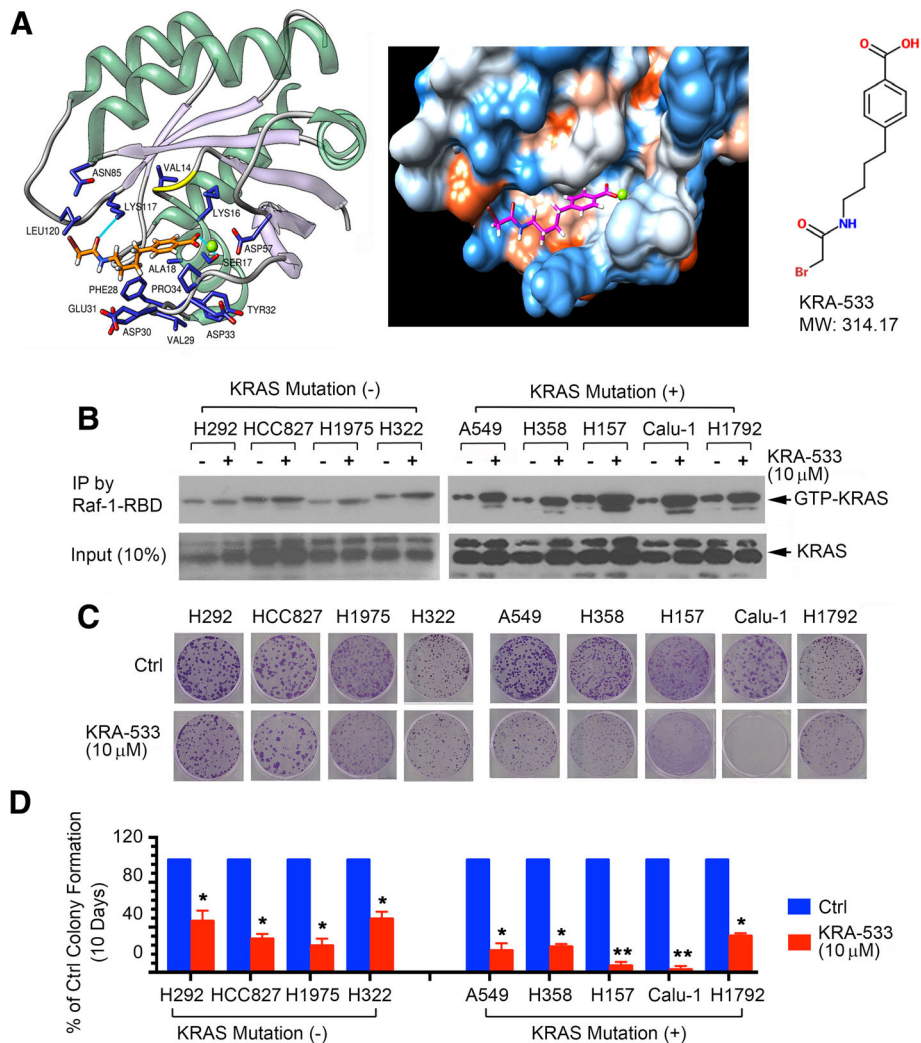 A
ASN85
VAL14
LYS117
LYS16
LEU120
ASP57
SER17
ALA18
PHE28
PRO34
GLU31
TYR32
ASP30
ASP33
VAL29
O
OH
NH
O
Br
KRA-533
MW: 314.17
B
KRAS Mutation (-)
KRAS Mutation (+)
H292 HCC827 H1975 H322
A549 H358 H157 Calu-1 H1792
- + - + - + - +
- + - + - + - + - +
KRA-533
(10 μM)
IP by
Raf-1-RBD
GTP-KRAS
Input (10%)
KRAS
C
H292 HCC827 H1975 H322 A549 H358 H157 Calu-1 H1792
Ctrl
KRA-533
(10 μM)
D
% of Ctrl Colony Formation
(10 Days)
120
80
40
0
* * * * * * ** ** *
Ctrl
KRA-533
(10 μM)
H292 HCC827 H1975 H322 A549 H358 H157 Calu-1 H1792
KRAS Mutation (-)
KRAS Mutation (+)